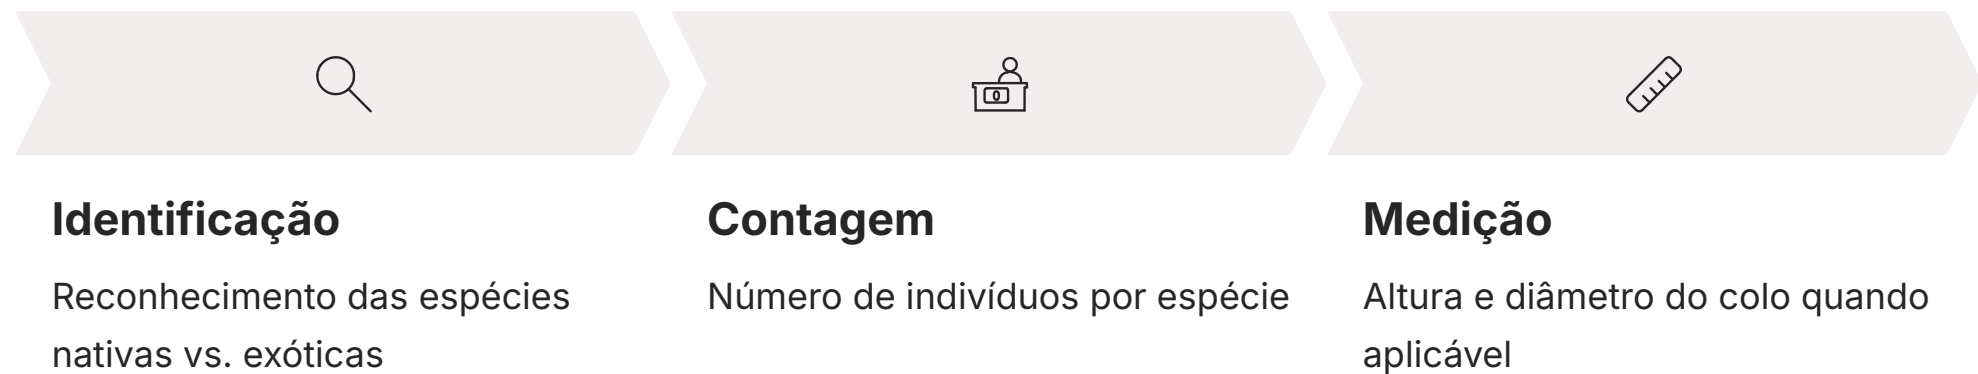 Identificação
Reconhecimento das espécies
nativas vs. exóticas
Contagem
Número de indivíduos por espécie
Medição
Altura e diâmetro do colo quando
aplicável